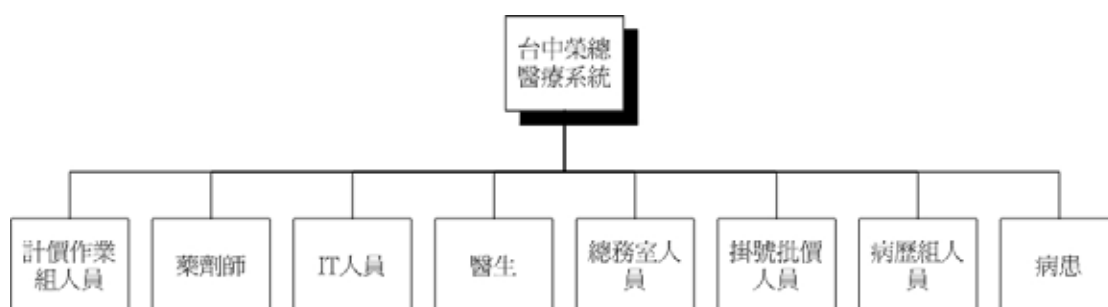 台中榮總
醫療系統
計價作業
組人員
藥劑師
IT人員
醫生
總務室人
員
掛號批價
人員
病歷組人
員
病患